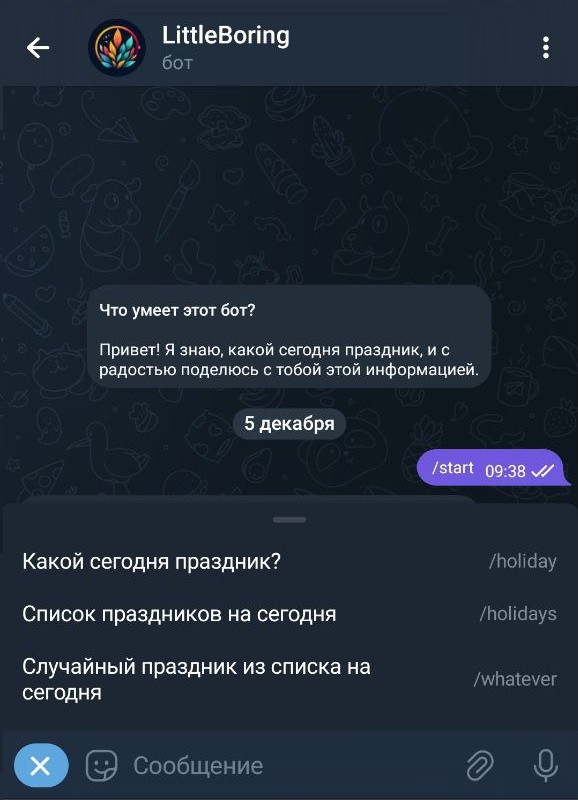 LittleBoring
бот
Что умеет этот бот?
Привет! Я знаю, какой сегодня праздник, и с
радостью поделюсь с тобой этой информацией.
5 декабря
/start 09:38
Какой сегодня праздник? /holiday
Список праздников на сегодня /holidays
Случайный праздник из списка на
сегодня /whatever
Сообщение